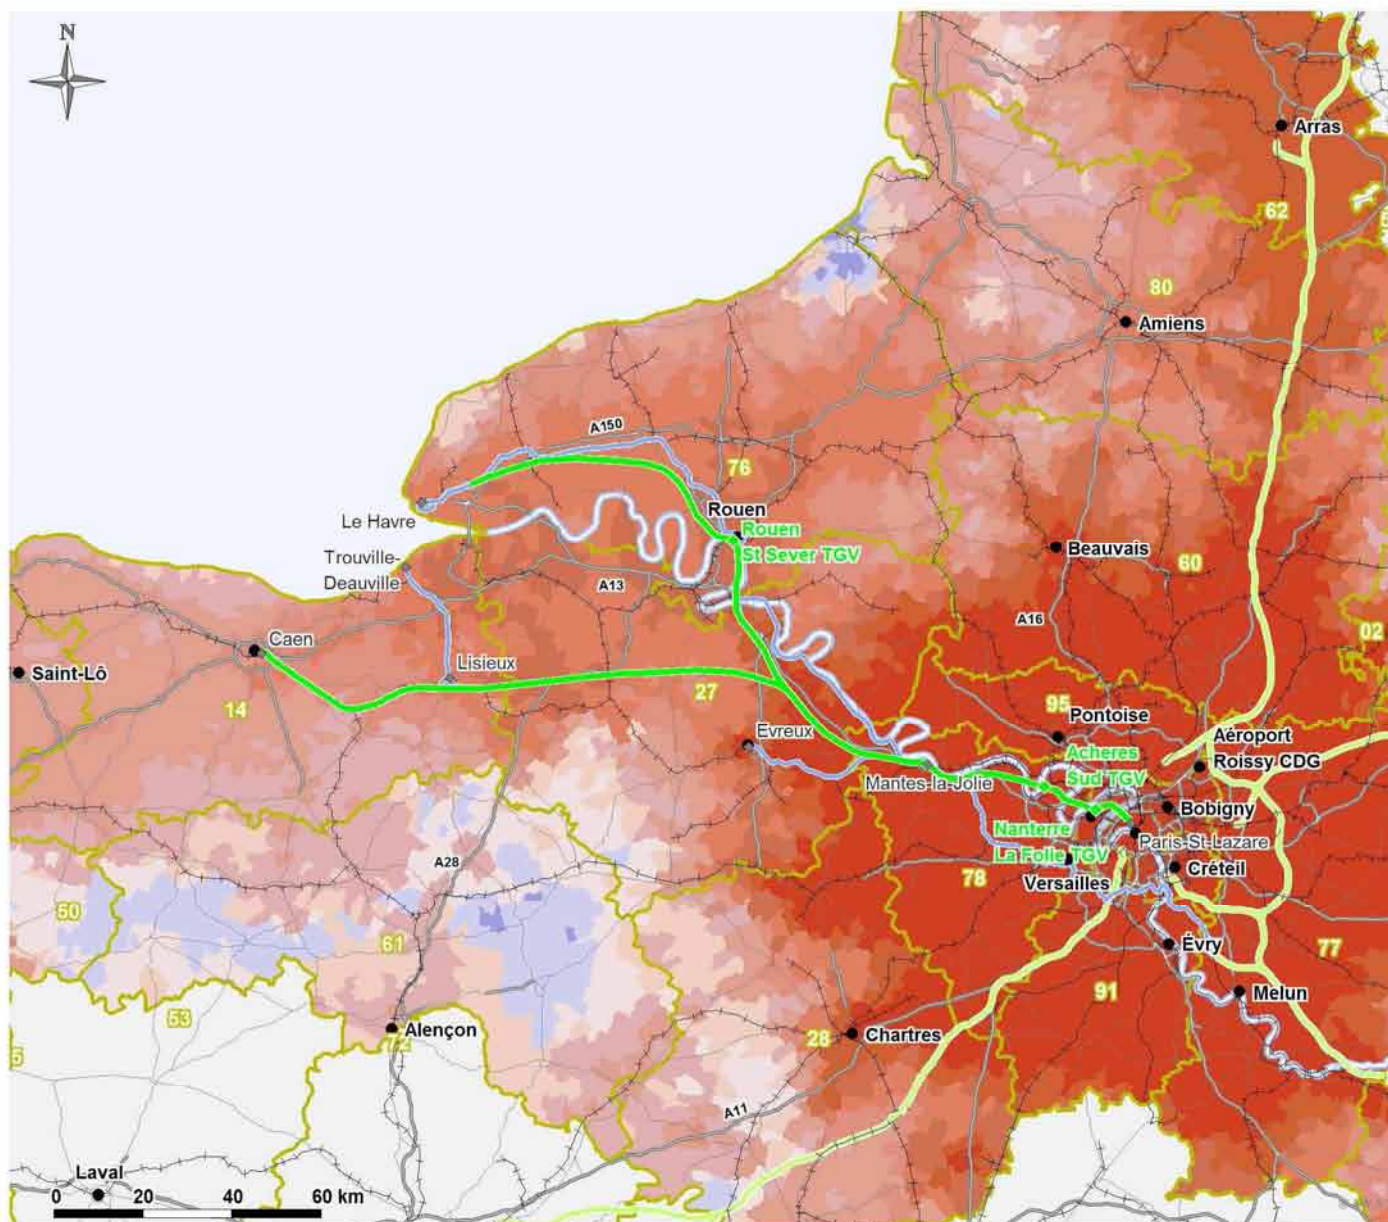 N
Arras
62
80
Amiens
A150
76
Rouen
Rouen
St Sever TGV
Le Havre
Trouville-
Deauville
A13
Beauvais
60
A16
02
Caen
Saint-Lô
Lisieux
14
27
95
Pontoise
Evreux
Aéroport
Roissy CDG
Acheres
Sud TGV
Mantes-la-Jolie
Bobigny
Nanterre
La Folie TGV
Paris-St-Lazare
Créteil
A28
78
Versailles
50
61
Évry
77
Melun
91
53
Alençon
72
28
Chartres
5
A11
Laval
0 20 40 60 km